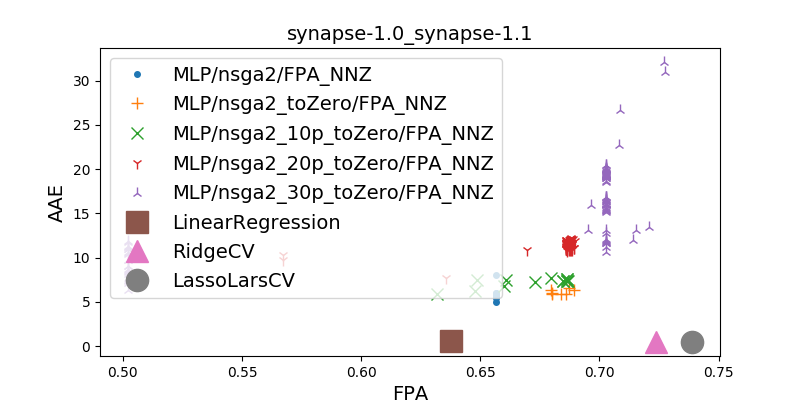 synapse-1.0_synapse-1.1
AAE
30
25
20
15
10
5
0
MLP/nsga2/FPA_NNZ
MLP/nsga2_toZero/FPA_NNZ
MLP/nsga2_10p_toZero/FPA_NNZ
MLP/nsga2_20p_toZero/FPA_NNZ
MLP/nsga2_30p_toZero/FPA_NNZ
LinearRegression
RidgeCV
LassoLarsCV
0.50 0.55 0.60 0.65 0.70 0.75
FPA